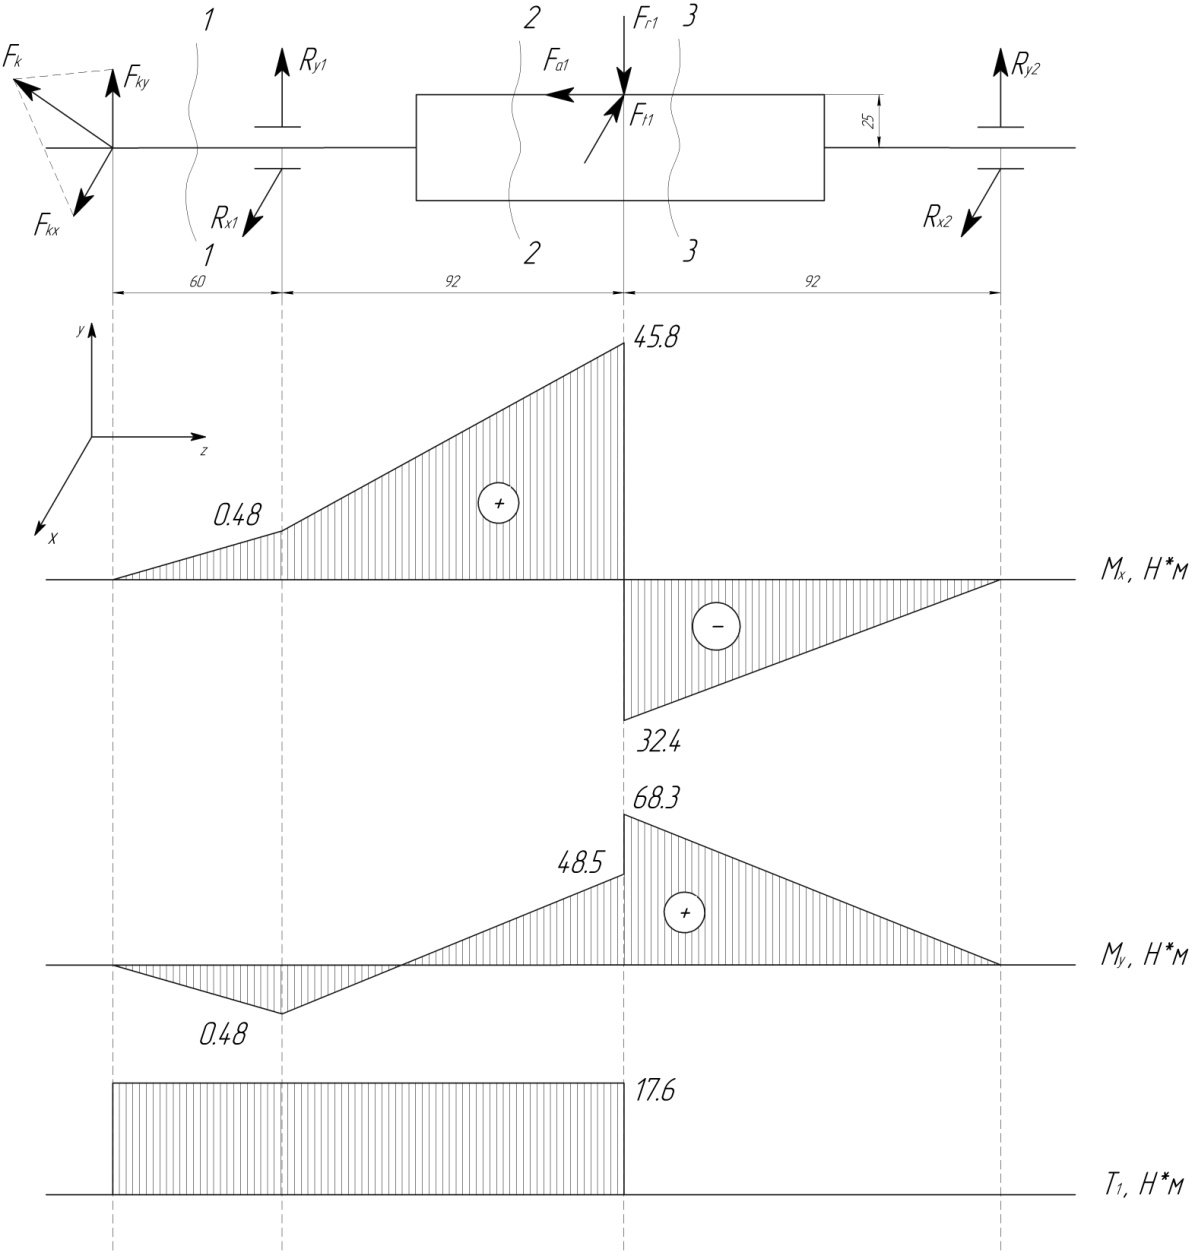 1 2 Fr1 3
Fk Fky Ry1 Fa1 Ry2
Ft1 25
Fkx Rx1 Rx2
1 2 3
60 92 92
y 45.8
z
0.48 +
x
Mx, Н*м
−
32.4
68.3
48.5
+
My, Н*м
0.48
17.6
T1, Н*м